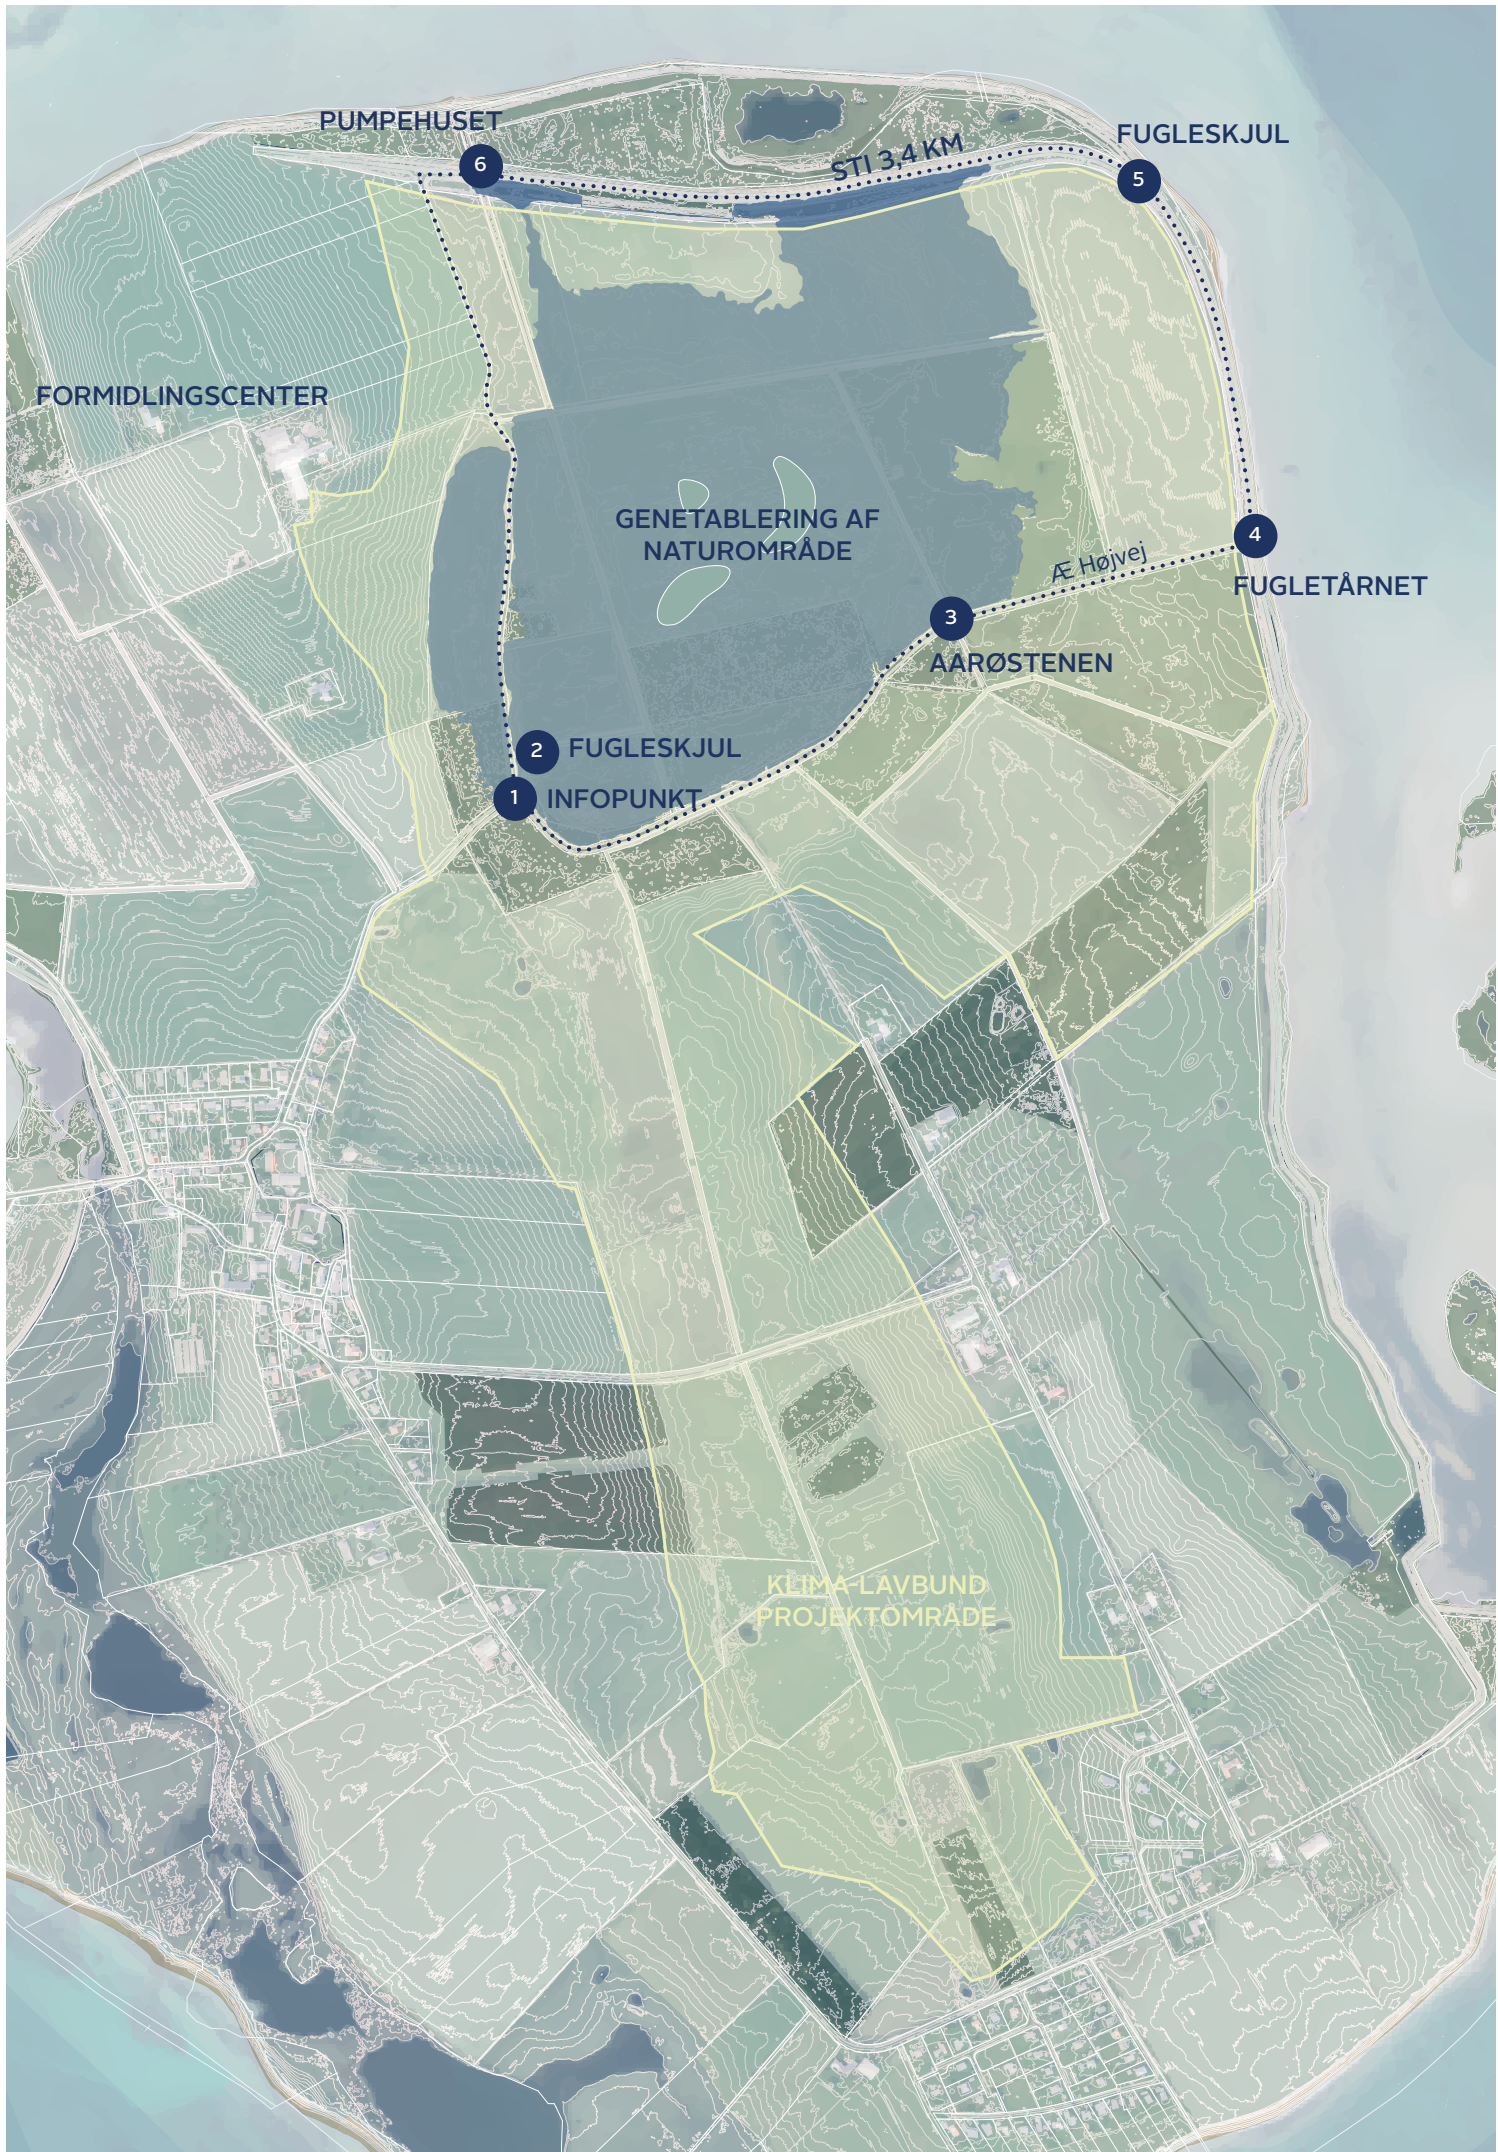 PUMPEHUSET
6
STI 3,4 KM
FUGLESKJUL
5
FORMIDLINGSCENTER
GENETABLERING AF
NATUROMRÅDE
4
Æ Højvej
FUGLETÅRNET
3
AARØSTENEN
2 FUGLESKJUL
1 INFOPUNKT
KLIMA-LAVBUND
PROJEKTOMRÅDE